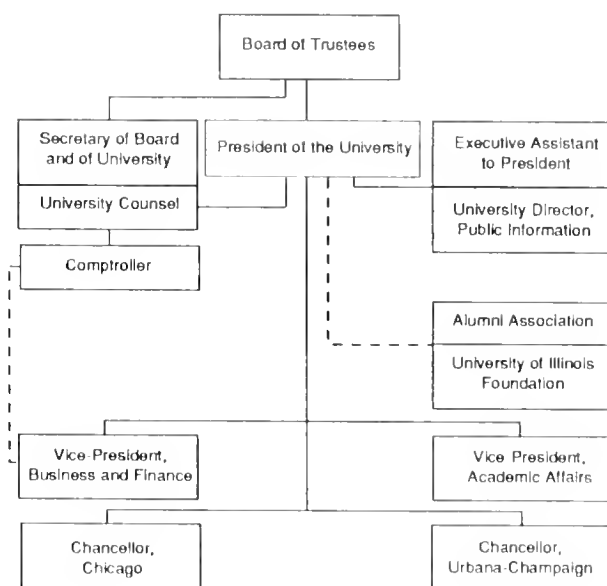 Board of Trustees
Secretary of Board
and of University
President of the University
Executive Assistant
to President
University Counsel
University Director,
Public Information
Comptroller
Alumni Association
University of Illinois
Foundation
Vice-President,
Business and Finance
Vice President,
Academic Affairs
Chancellor,
Chicago
Chancellor,
Urbana-Champaign